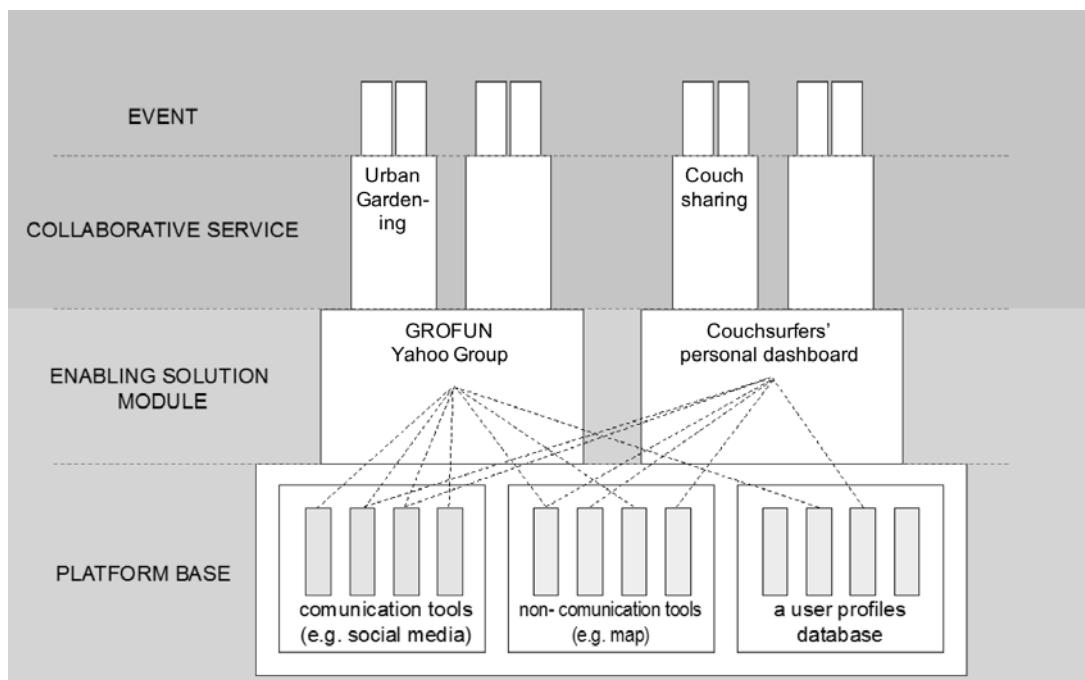 EVENT
Urban
Garden-
ing
Couch
sharing
COLLABORATIVE SERVICE
GROFUN
Yahoo Group
Couchsurfers'
personal dashboard
ENABLING SOLUTION
MODULE
PLATFORM BASE
comunication tools
(e.g. social media)
non- comunication tools
(e.g. map)
a user profiles
database